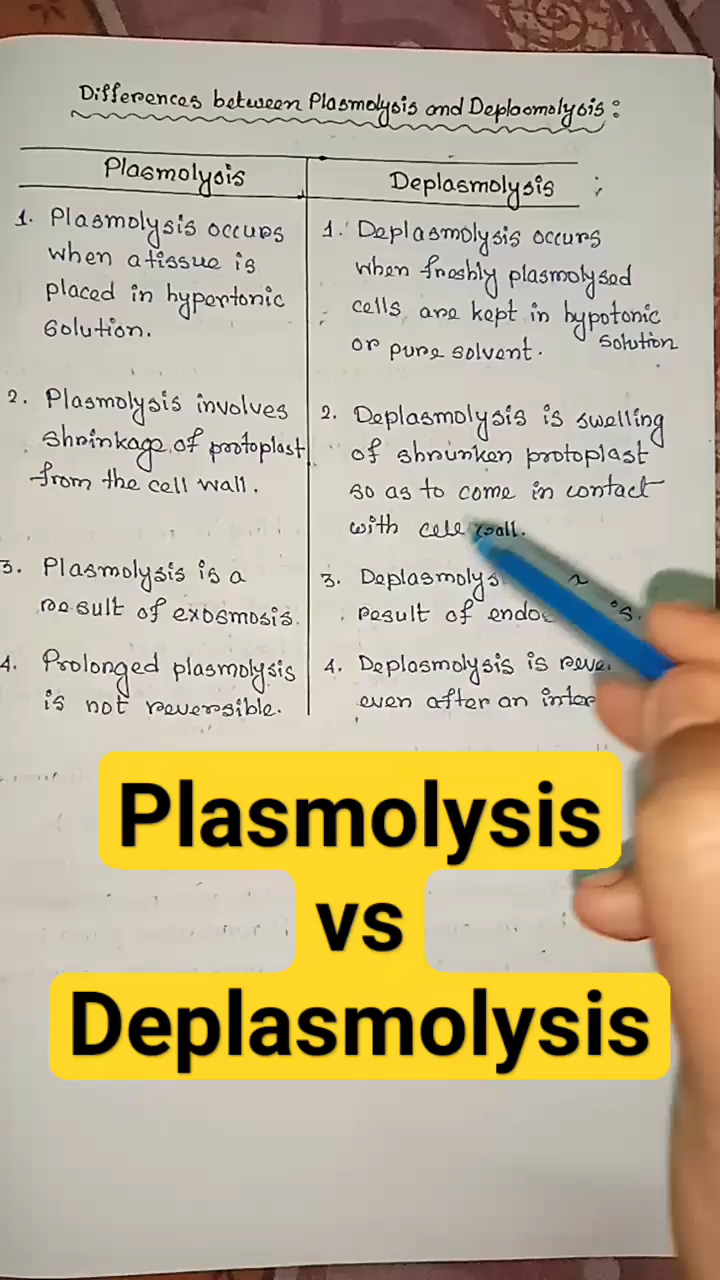 Differences between Plasmolysis and Deplasmolysis :
Plasmolysis
Deplasmolysis :
1. Plasmolysis occurs
when a tissue is
placed in hypertonic
solution.
1. Deplasmolysis occurs
when freshly plasmolysed
cells are kept in hypotonic
or pure solvent. solution
2. Plasmolysis involves
shrinkage of protoplast
from the cell wall.
2. Deplasmolysis is swelling
of shrunken protoplast
so as to come in contact
with cell wall.
3. Plasmolysis is a
result of exosmosis.
3.
result of
4. Prolonged plasmolysis
is not reversible.
4. Deplasmolysis is
even after an
Plasmolysis
vs
Deplasmolysis